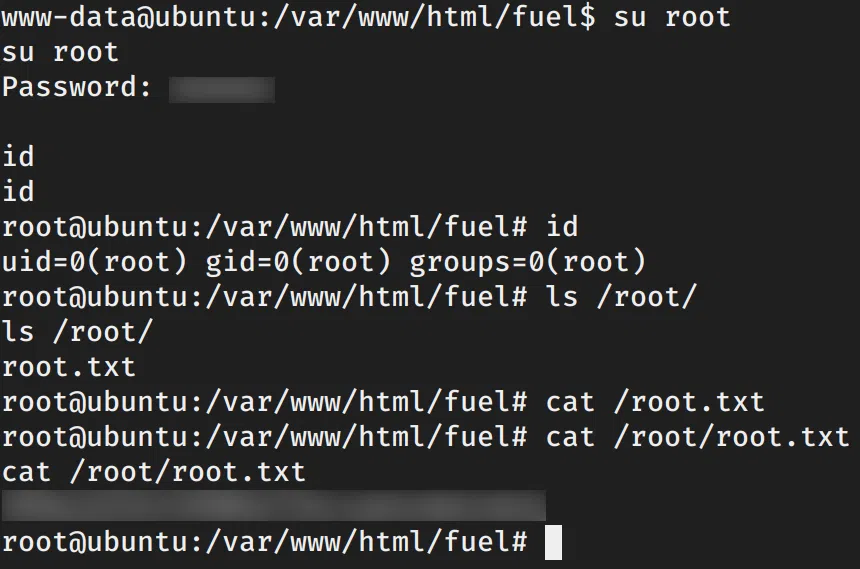 www-data@ubuntu:/var/www/html/fuel$ su root
su root
Password:
id
id
root@ubuntu:/var/www/html/fuel# id
uid=0(root) gid=0(root) groups=0(root)
root@ubuntu:/var/www/html/fuel# ls /root/
ls /root/
root.txt
root@ubuntu:/var/www/html/fuel# cat /root.txt
root@ubuntu:/var/www/html/fuel# cat /root/root.txt
cat /root/root.txt
root@ubuntu:/var/www/html/fuel#